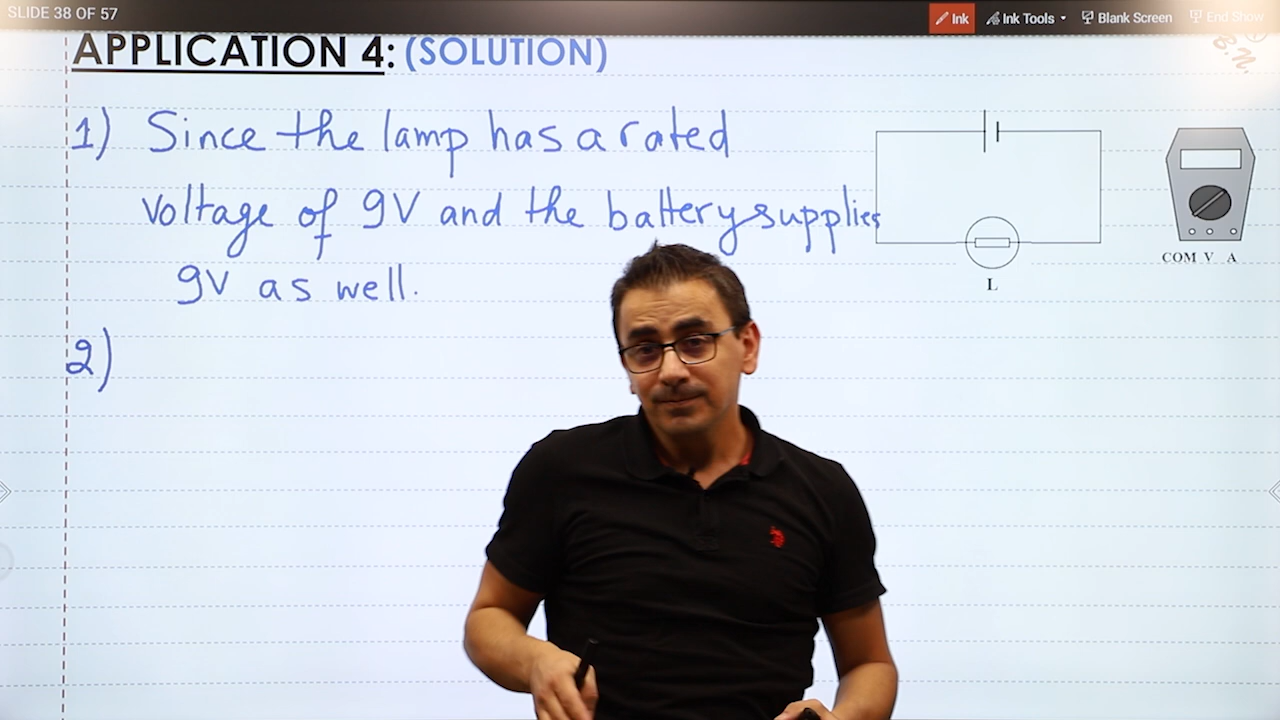 SLIDE 38 OF 57
Ink
Ink Tools
Blank Screen
End Show
B.N.
APPLICATION 4: (SOLUTION)
1) Since the lamp has a rated
voltage of 9V and the battery supplies
9V as well.
2)
COM V A
L